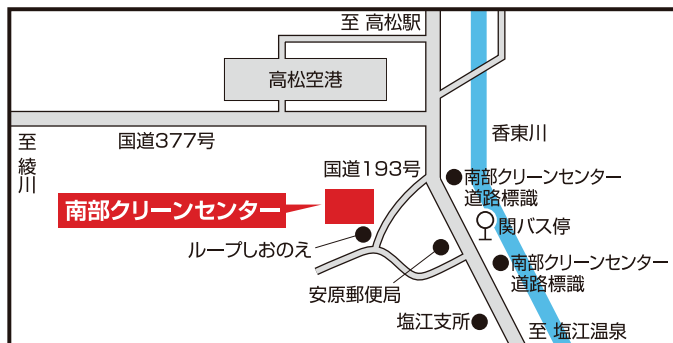 至 高松駅
高松空港
国道377号
至 綾川
香東川
国道193号
南部クリーンセンター
道路標識
南部クリーンセンター
関バス停
ループしおのえ
南部クリーンセンター
道路標識
安原郵便局
塩江支所
至 塩江温泉